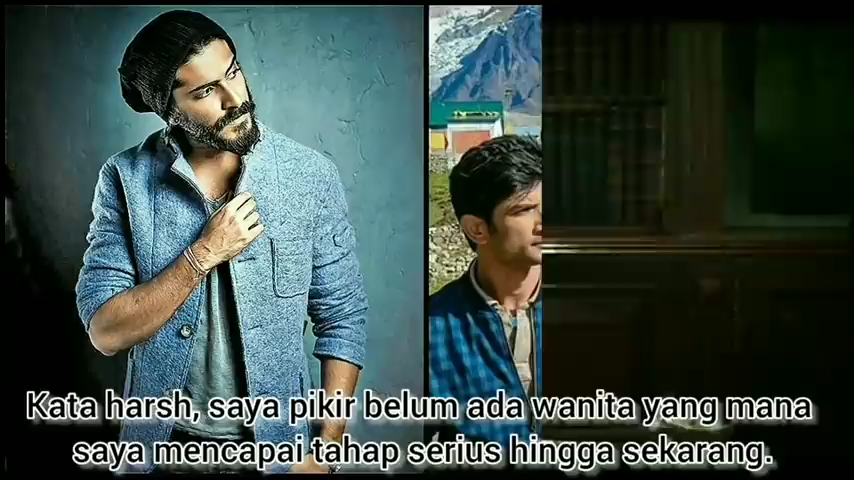 Kata harsh, saya pikir belum ada wanita yang mana
saya mencapai tahap serius hingga sekarang.